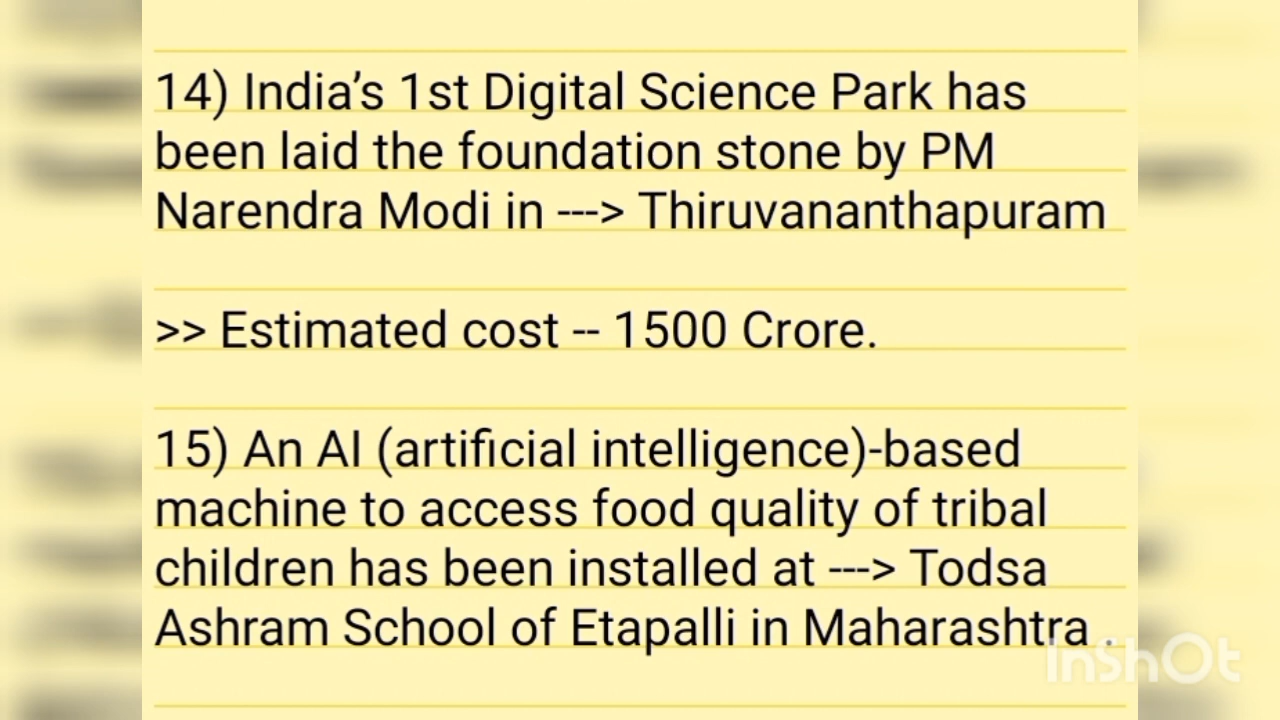 14) India’s 1st Digital Science Park has
been laid the foundation stone by PM
Narendra Modi in ---> Thiruvananthapuram
>> Estimated cost -- 1500 Crore.
15) An AI (artificial intelligence)-based
machine to access food quality of tribal
children has been installed at ---> Todsa
Ashram School of Etapalli in Maharashtra .
InShOt